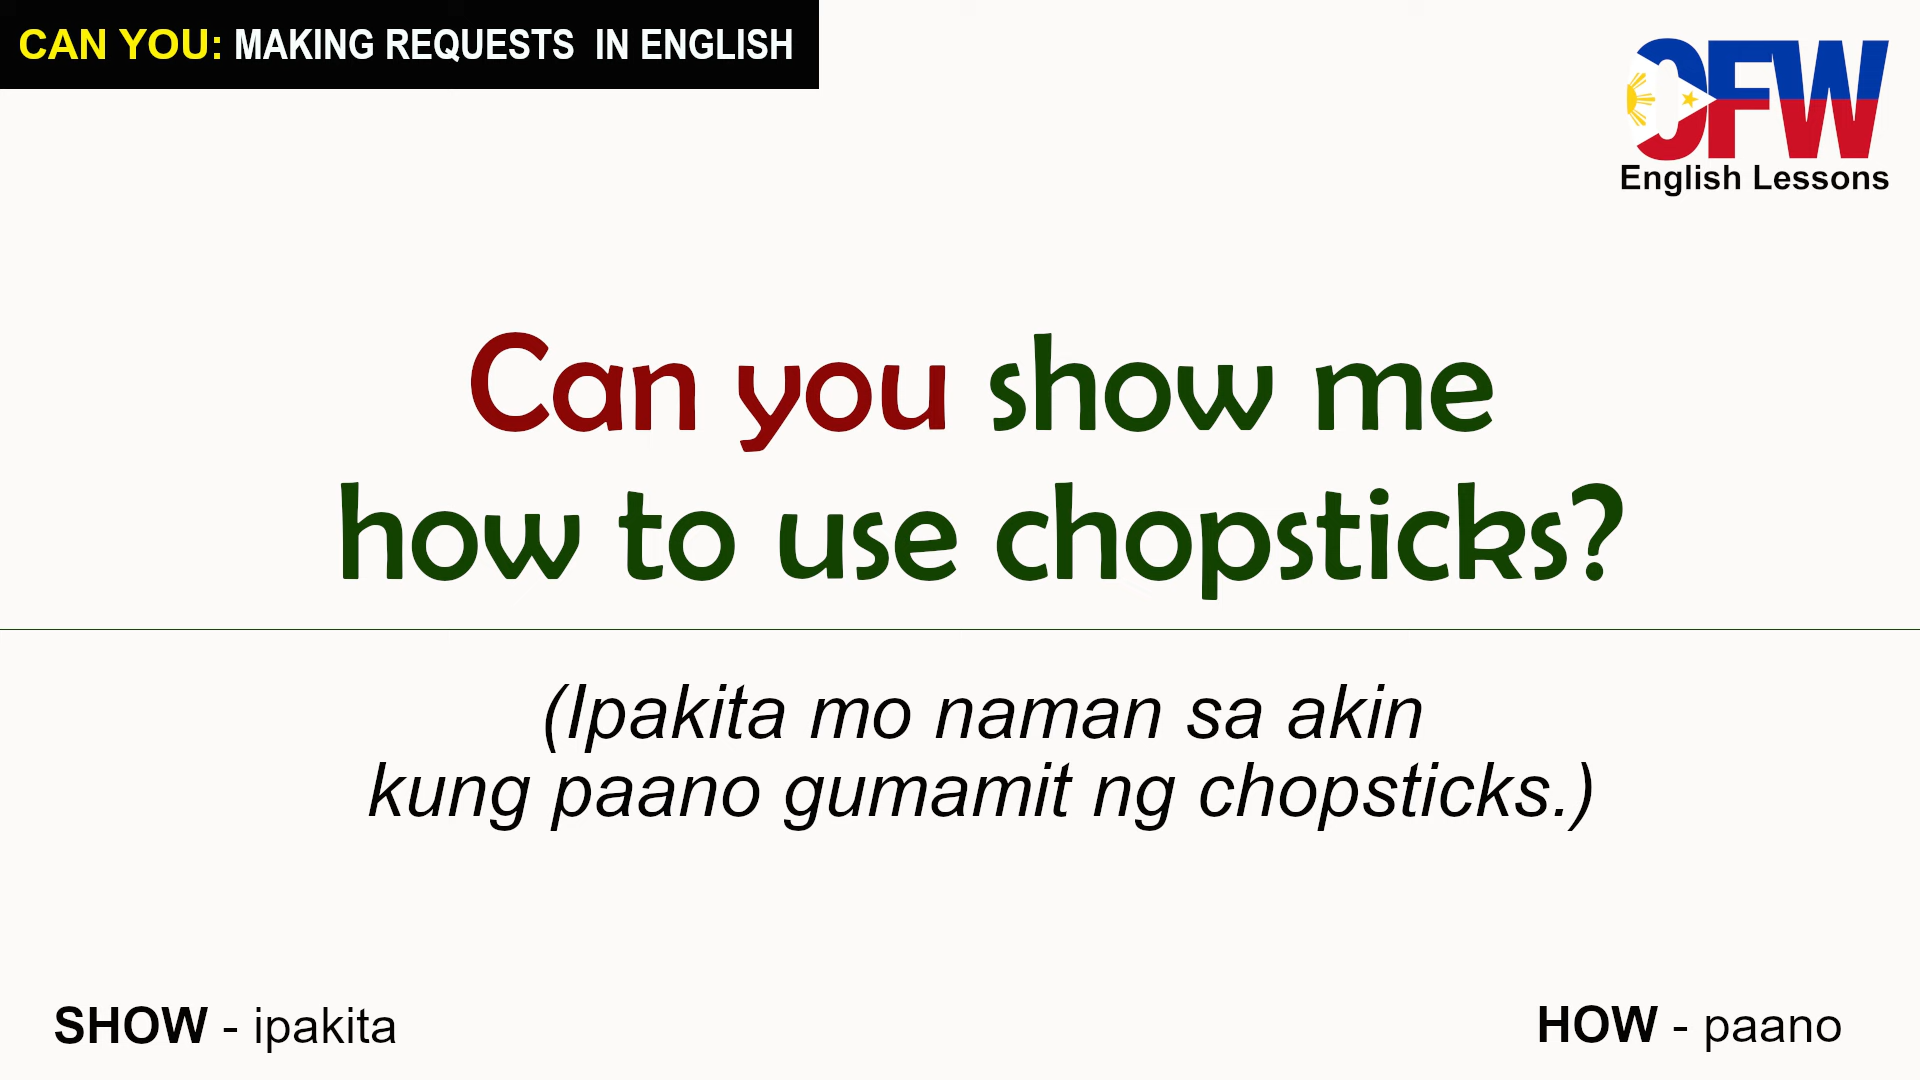 CAN YOU: MAKING REQUESTS IN ENGLISH
OFW
English Lessons
Can you show me
how to use chopsticks?
(Ipakita mo naman sa akin
kung paano gumamit ng chopsticks.)
SHOW - ipakita
HOW - paano